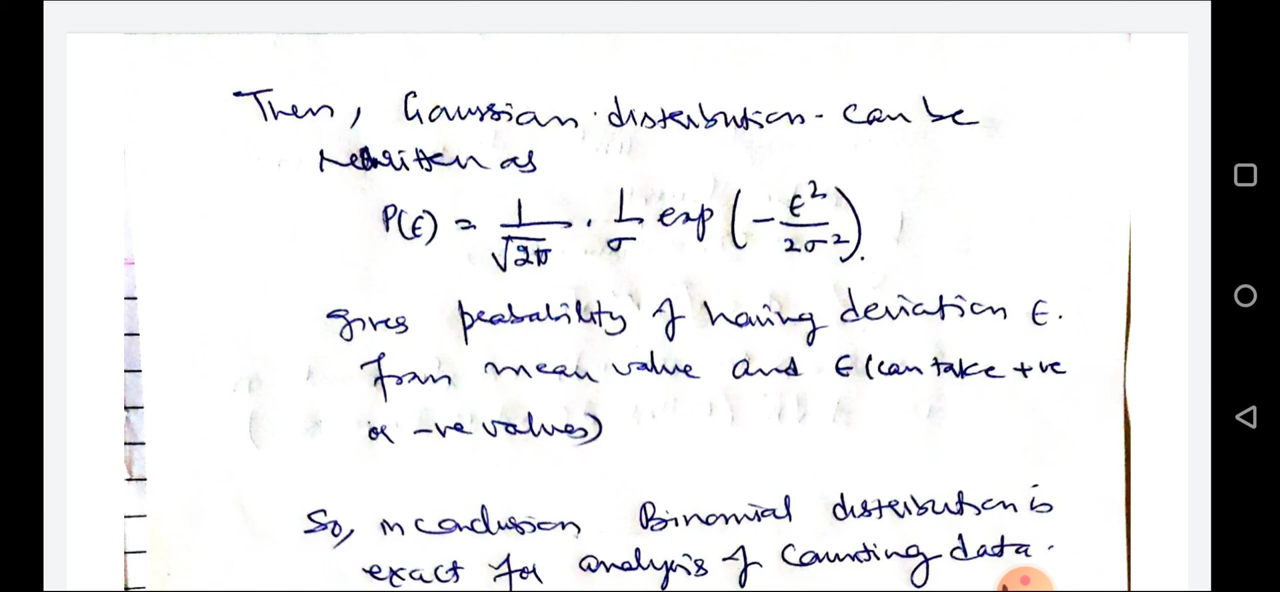 Then, Gaussian distribution can be
rewritten as
P(ϵ) = 1/√2π · 1/σ exp (-ϵ²/2σ²).
gives probability of having deviation ϵ.
from mean value and ϵ (can take +ve
or -ve values)
So, in conclusion, Binomial distribution is
exact for analysis of counting data.